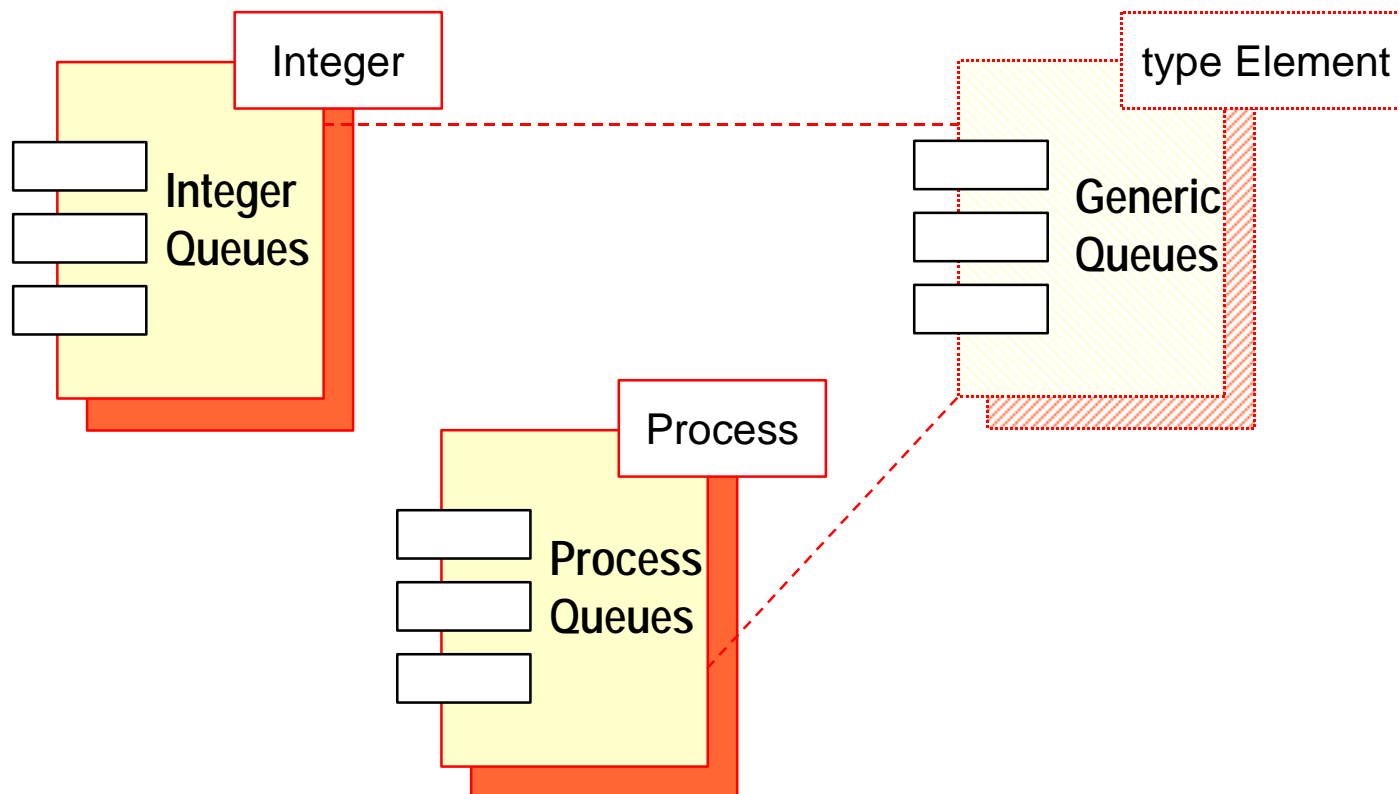 Integer
Integer
Queues
type Element
Generic
Queues
Process
Process
Queues